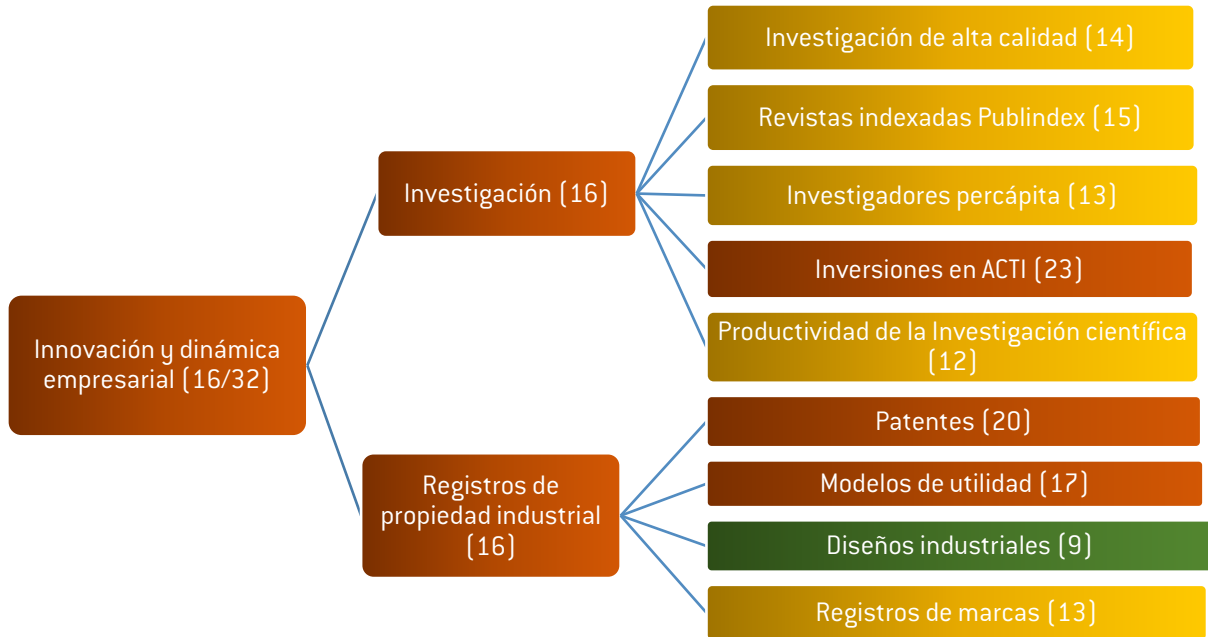 Innovación y dinámica
empresarial (16/32)
Investigación (16)
Investigación de alta calidad (14)
Revistas indexadas Publindex (15)
Investigadores percápita (13)
Inversiones en ACTI (23)
Productividad de la Investigación científica
(12)
Registros de
propiedad industrial
(16)
Patentes (20)
Modelos de utilidad (17)
Diseños industriales (9)
Registros de marcas (13)